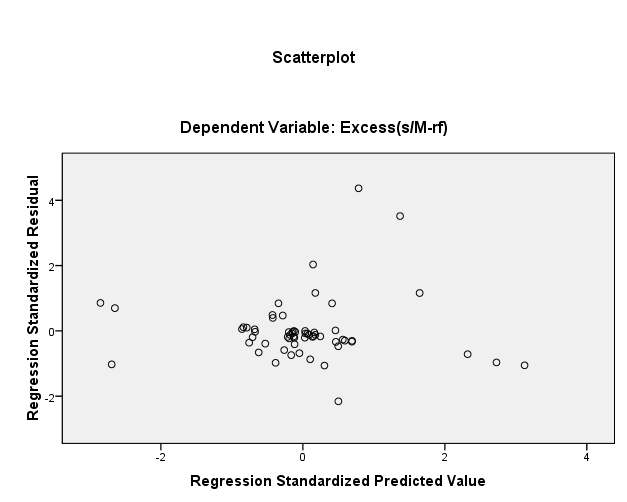 Scatterplot
Dependent Variable: Excess(s/M-rf)
Regression Standardized Residual
4
2
0
-2
-2
0
2
4
Regression Standardized Predicted Value